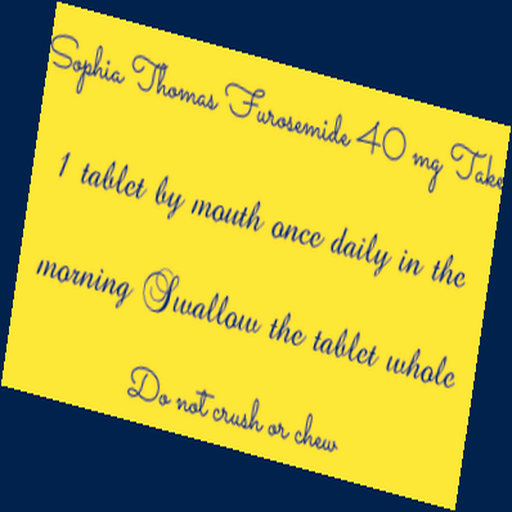 Sophia Thomas Furosemide 40 mg Take
1 tablet by mouth once daily in the
morning Swallow the tablet whole
Do not crush or chew